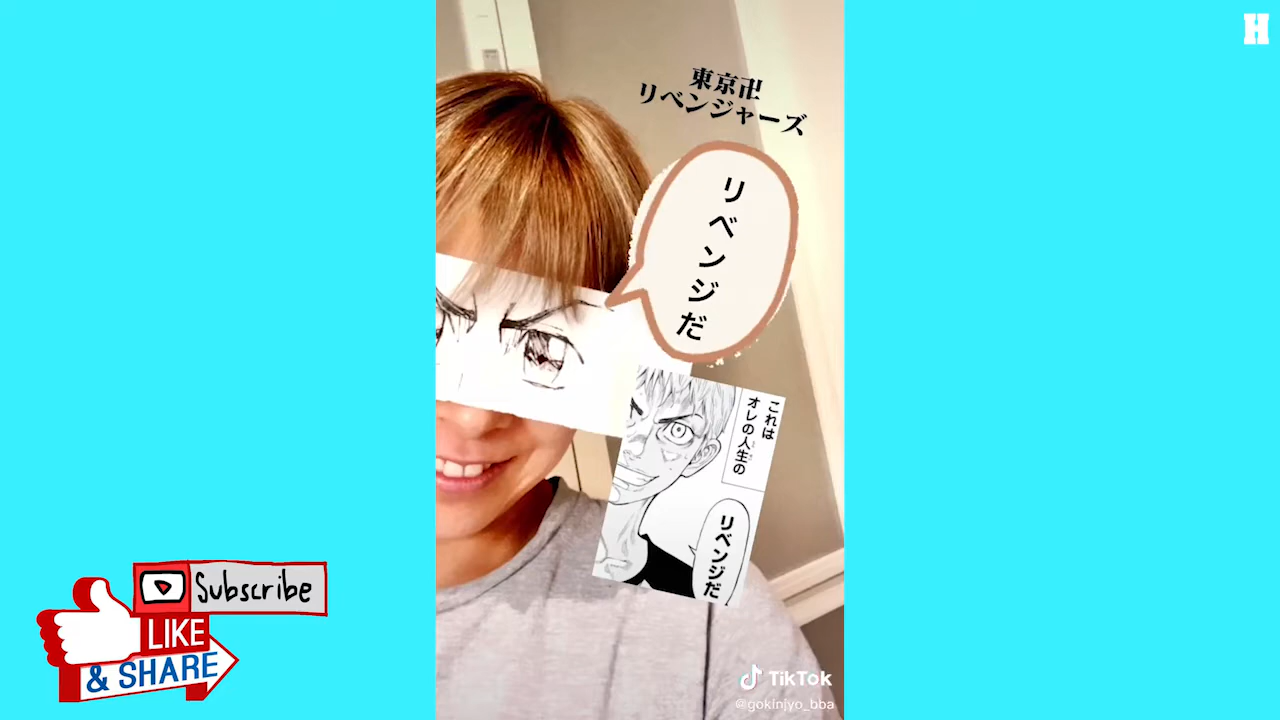 H
東京卍
リベンジャーズ
リベンジだ
これは
オレの人生の
リベンジだ
Subscribe
LIKE
& SHARE
TikTok
@gokinjyo_bba